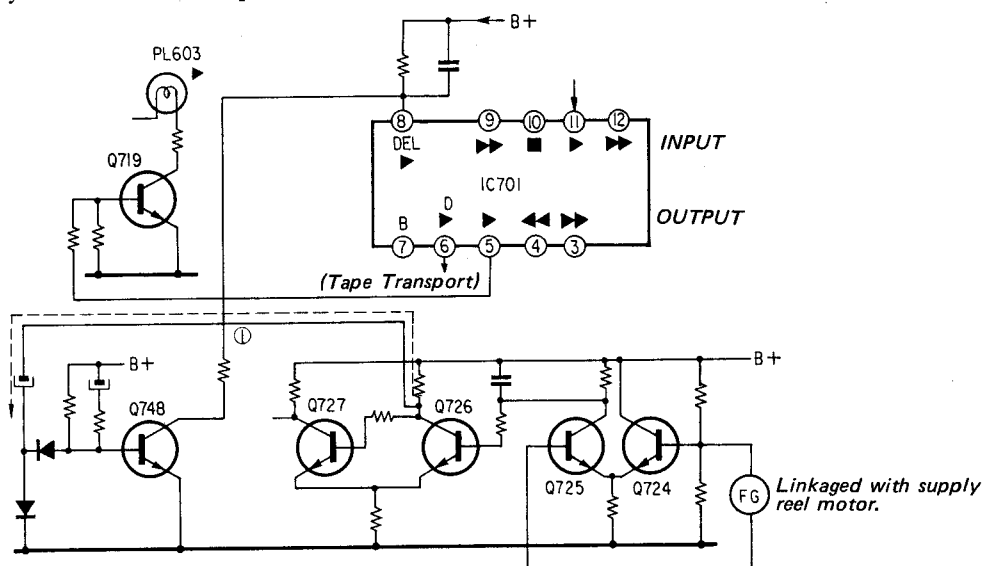 B+
PL603
8 9 10 11 12
DEL
INPUT
Q719
IC701
D
B
OUTPUT
7 6 5 4 3
(Tape Transport)
1
B+
B+
Q748
Q727
Q726
Q725
Q724
FG
Linkaged with supply
reel motor.